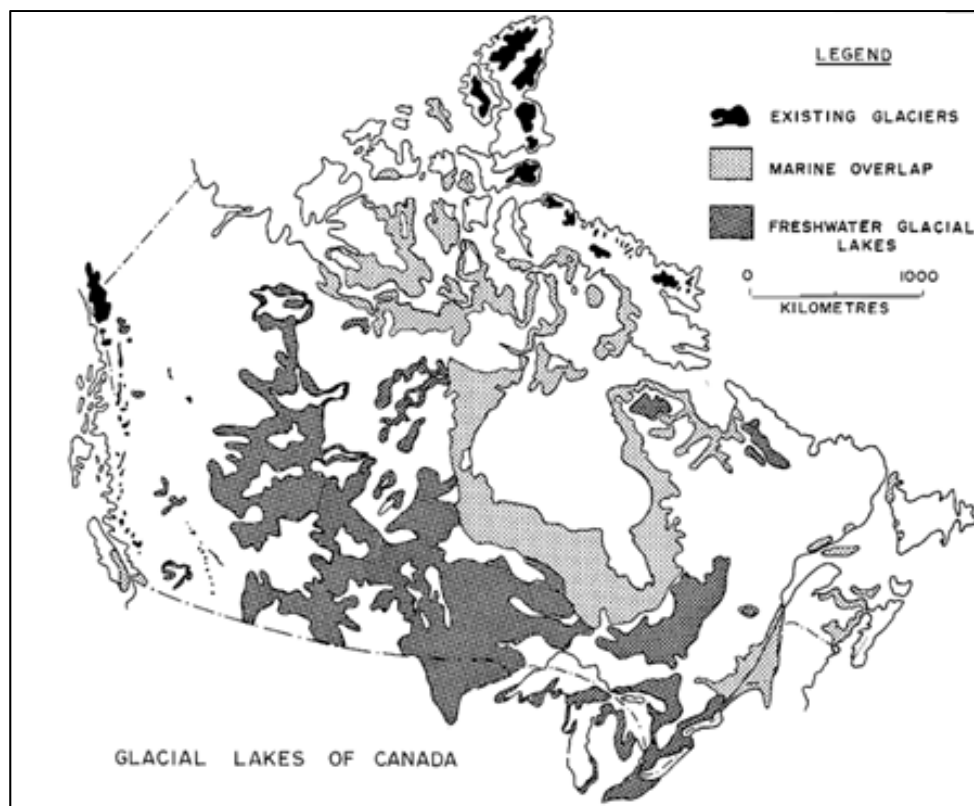 LEGEND
EXISTING GLACIERS
MARINE OVERLAP
FRESHWATER GLACIAL
LAKES
0 1000
KILOMETRES
GLACIAL LAKES OF CANADA